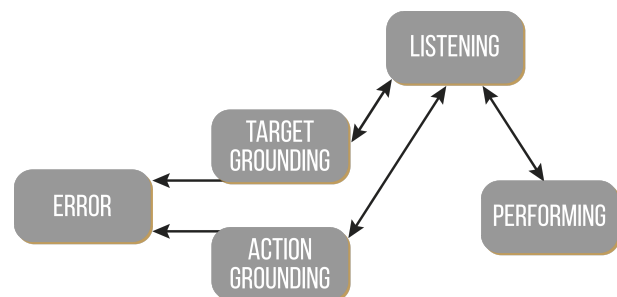 LISTENING
TARGET
GROUNDING
ERROR
PERFORMING
ACTION
GROUNDING